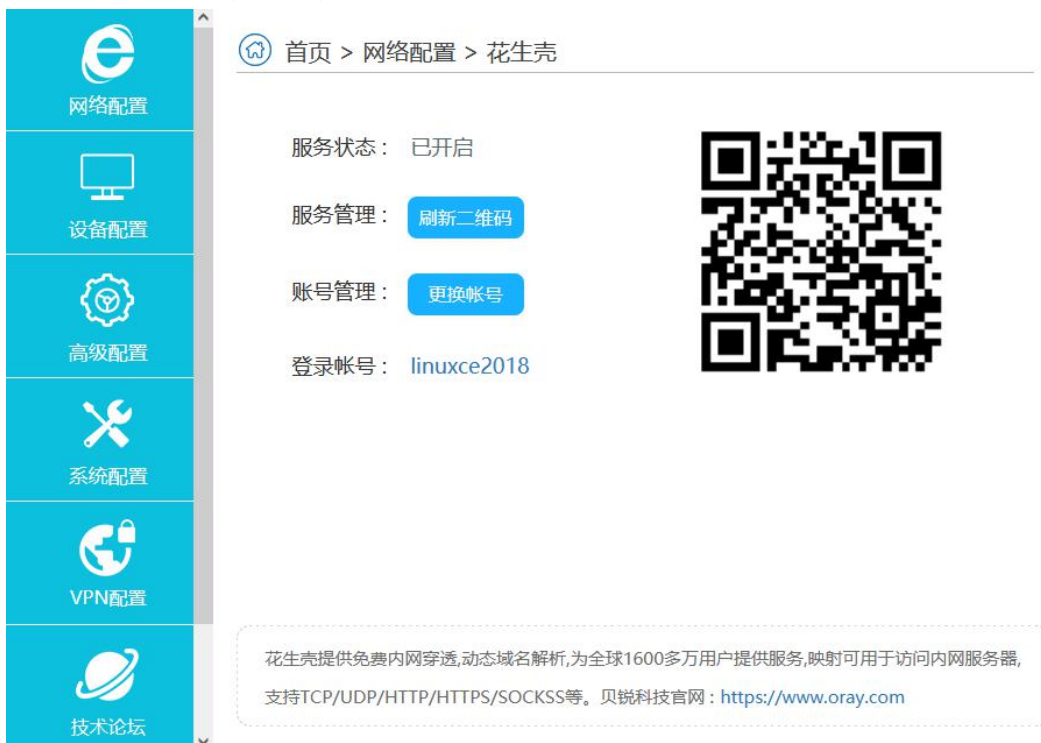 网络配置
设备配置
高级配置
系统配置
VPN配置
技术论坛
首页 > 网络配置 > 花生壳
服务状态： 已开启
服务管理： 刷新二维码
账号管理： 更换帐号
登录帐号： linuxce2018
花生壳提供免费内网穿透,动态域名解析,为全球1600多万用户提供服务,映射可用于访问内网服务器,
支持TCP/UDP/HTTP/HTTPS/SOCKSS等。贝锐科技官网 : https://www.oray.com